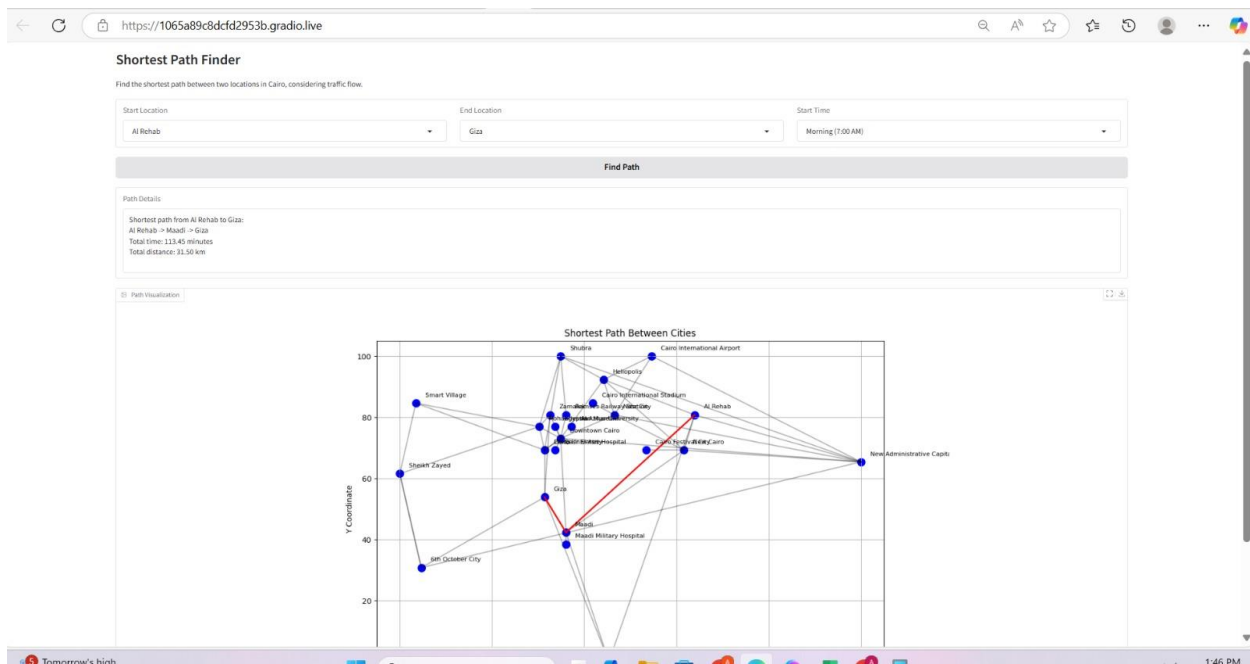 https://1065a89c8dcfd2953b.gradio.live
Shortest Path Finder
Find the shortest path between two locations in Cairo, considering traffic flow.
Start Location
End Location
Start Time
Al Rehab
Giza
Morning (7:00 AM)
Find Path
Path Details
Shortest path from Al Rehab to Giza:
Al Rehab -> Maadi -> Giza
Total time: 113.45 minutes
Total distance: 31.50 km
Path Visualization
Shortest Path Between Cities
100
Shubra
Cairo International Airport
Heliopolis
Smart Village
Cairo International Stadium
Al Rehab
80
Downtown Cairo
New Administrative Capit
Sheikh Zayed
60
Giza
Y Coordinate
Maadi
40
Maadi Military Hospital
6th October City
20
5
Tomorrow's high
1:46 PM